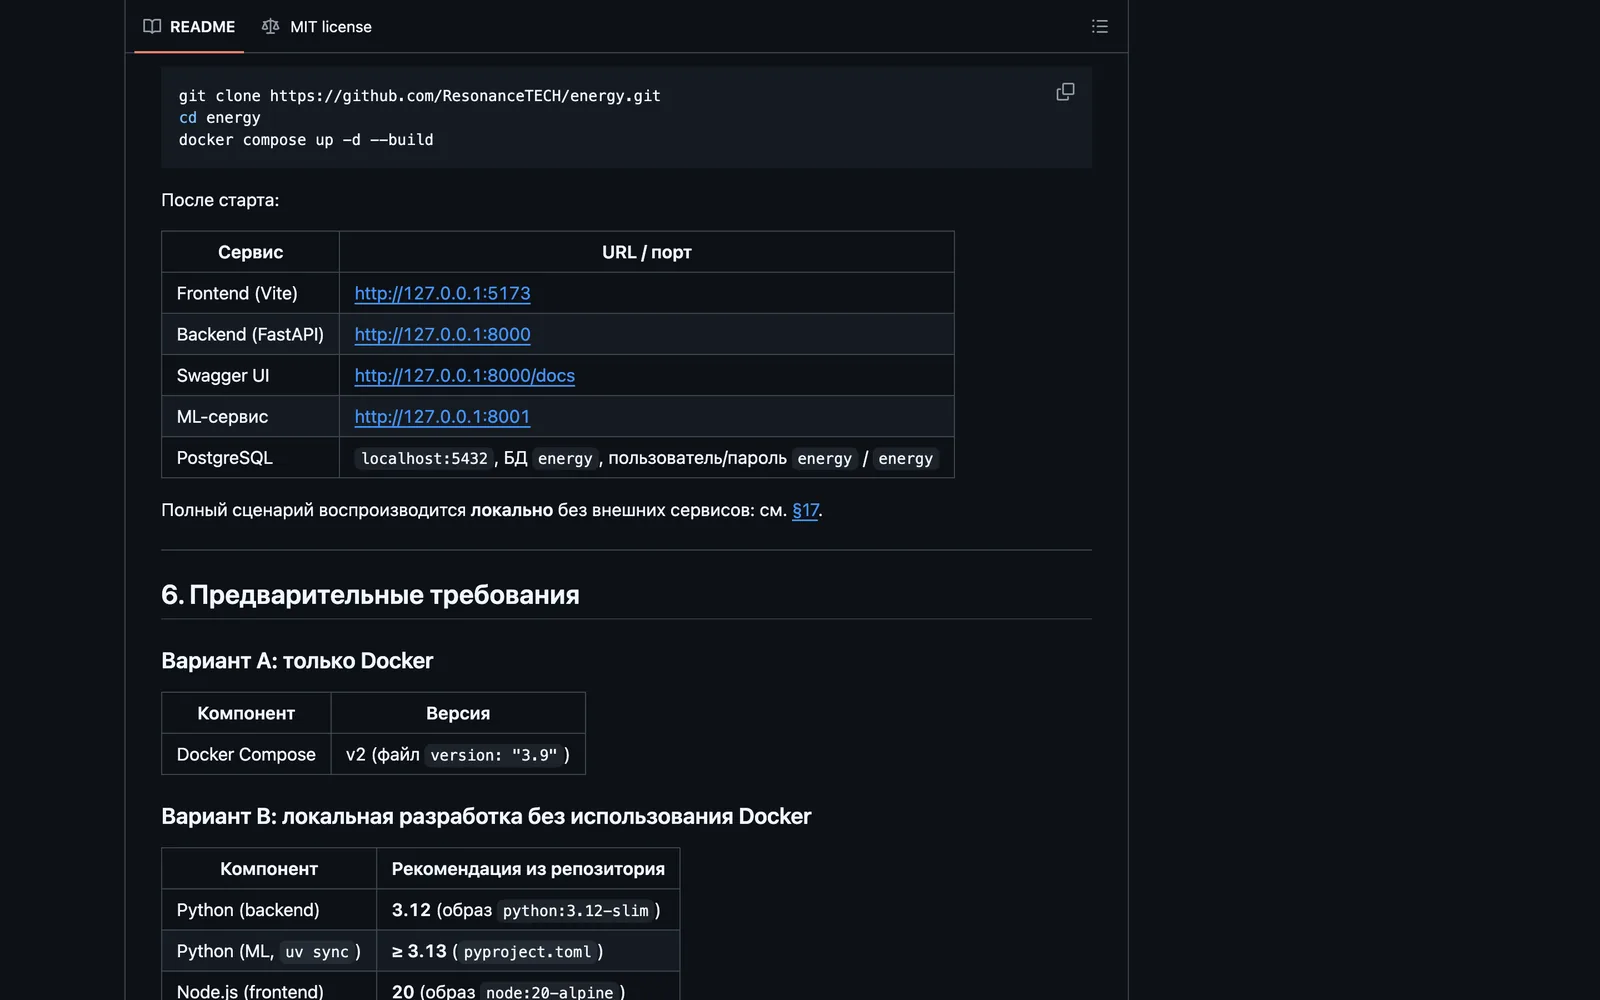 README MIT license
git clone https://github.com/ResonanceTECH/energy.git
cd energy
docker compose up -d --build
После старта:
Сервис URL / порт
Frontend (Vite) http://127.0.0.1:5173
Backend (FastAPI) http://127.0.0.1:8000
Swagger UI http://127.0.0.1:8000/docs
ML-сервис http://127.0.0.1:8001
PostgreSQL localhost:5432, БД energy, пользователь/пароль energy / energy
Полный сценарий воспроизводится локально без внешних сервисов: см. §17.
6. Предварительные требования
Вариант A: только Docker
Компонент Версия
Docker Compose v2 (файл version: "3.9")
Вариант B: локальная разработка без использования Docker
Компонент Рекомендация из репозитория
Python (backend) 3.12 (образ python:3.12-slim)
Python (ML, uv sync) ≥ 3.13 (pyproject.toml)
Node.js (frontend) 20 (образ node:20-alpine)